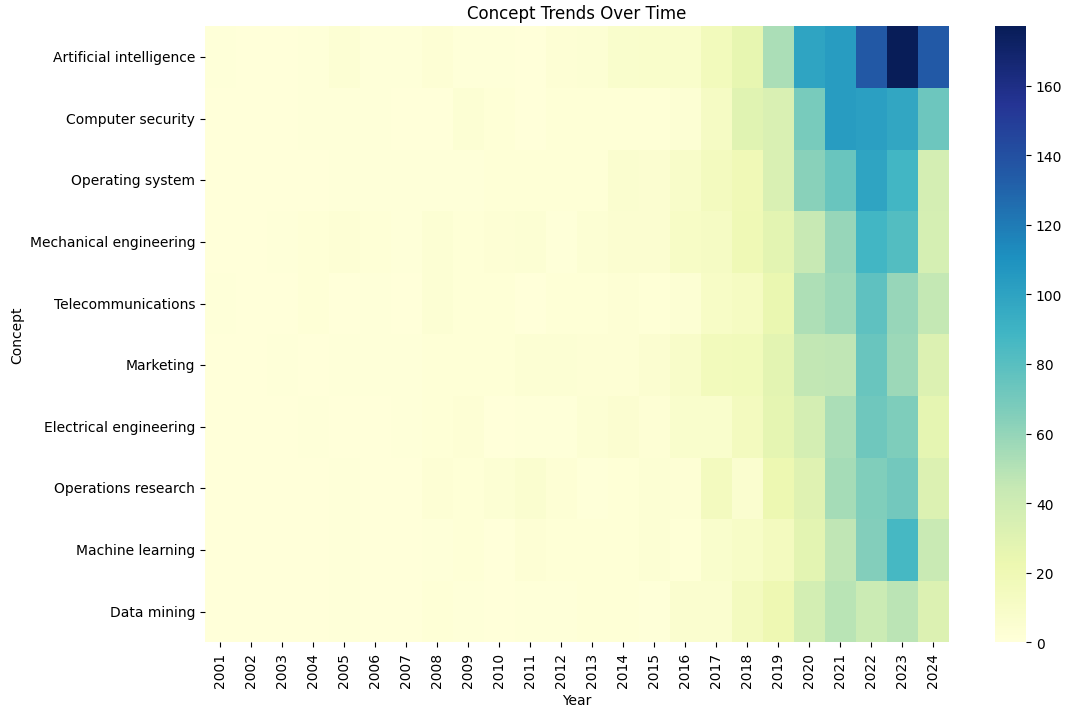 Concept Trends Over Time
Artificial intelligence
Computer security
Operating system
Mechanical engineering
Telecommunications
Marketing
Electrical engineering
Operations research
Machine learning
Data mining
Concept
2001 2002 2003 2004 2005 2006 2007 2008 2009 2010 2011 2012 2013 2014 2015 2016 2017 2018 2019 2020 2021 2022 2023 2024
Year
160
140
120
100
80
60
40
20
0